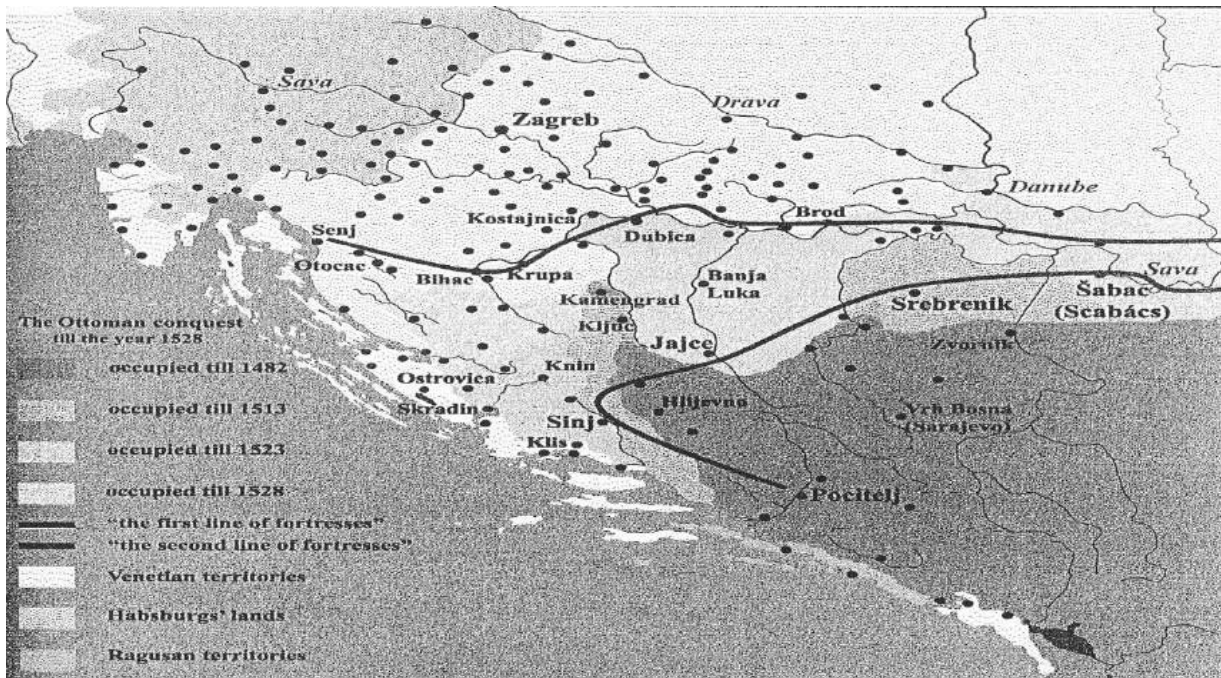 Sava
Drava
Zagreb
Danube
Kostajnica
Brod
Senj
Dubica
Otocac
Bihac
Krupa
Banja
Luka
Sava
Kamengrad
Srebrenik
Šabac
(Scabács)
Kljuc
Jajce
Zvornik
Knin
Ostrovica
Hlijevno
Skradin
Vrh Bosna
(Sarajevo)
Sinj
Klis
Pocitelj
The Ottoman conquest
till the year 1528
occupied till 1482
occupied till 1513
occupied till 1523
occupied till 1528
"the first line of fortresses"
"the second line of fortresses"
Venetian territories
Habsburgs' lands
Ragusan territories